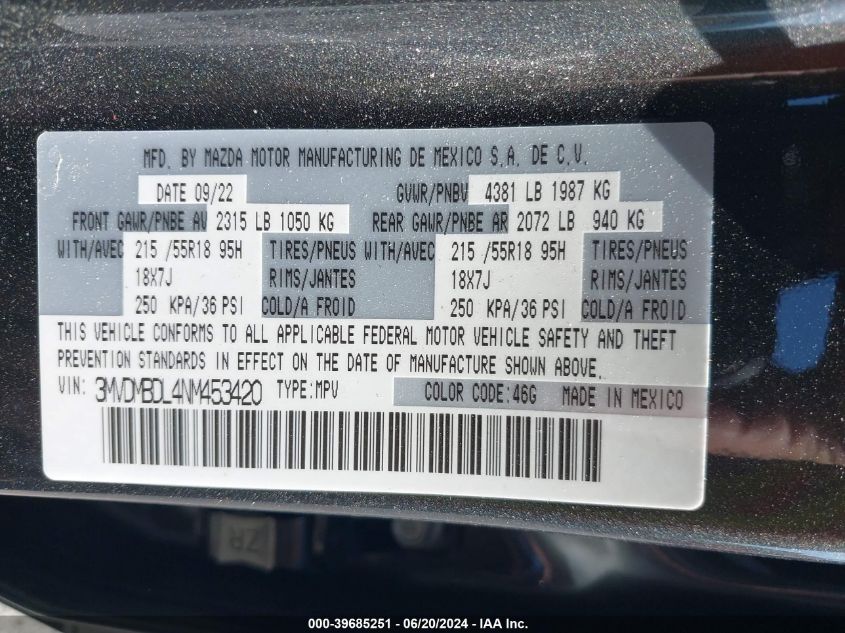 MFD. BY MAZDA MOTOR MANUFACTURING DE MEXICO S.A. DE C.V.
DATE 09/22 GVWR/PNBV 4381 LB 1987 KG
FRONT GAWR/PNBE AV 2315 LB 1050 KG REAR GAWR/PNBE AR 2072 LB 940 KG
WITH/AVEC 215 /55R18 95H TIRES/PNEUS WITH/AVEC 215 /55R18 95H TIRES/PNEUS
18X7J RIMS/JANTES 18X7J RIMS/JANTES
250 KPA/36 PSI COLD/A FROID 250 KPA/36 PSI COLD/A FROID
THIS VEHICLE CONFORMS TO ALL APPLICABLE FEDERAL MOTOR VEHICLE SAFETY AND THEFT
PREVENTION STANDARDS IN EFFECT ON THE DATE OF MANUFACTURE SHOWN ABOVE.
VIN: 3MVDMBDL4NM453420 TYPE:MPV COLOR CODE:46G MADE IN MEXICO
ZR
000-39685251 - 06/20/2024 - IAA Inc.